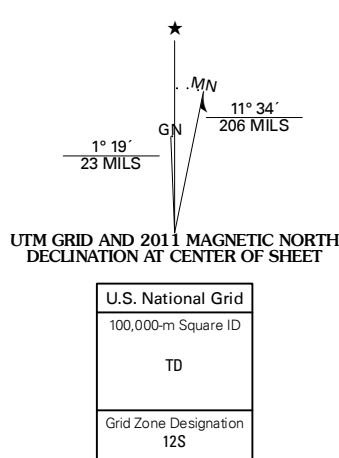 ★
MN
11° 34´
206 MILS
GN
1° 19´
23 MILS
UTM GRID AND 2011 MAGNETIC NORTH
DECLINATION AT CENTER OF SHEET
U.S. National Grid
100,000-m Square ID
TD
Grid Zone Designation
12S